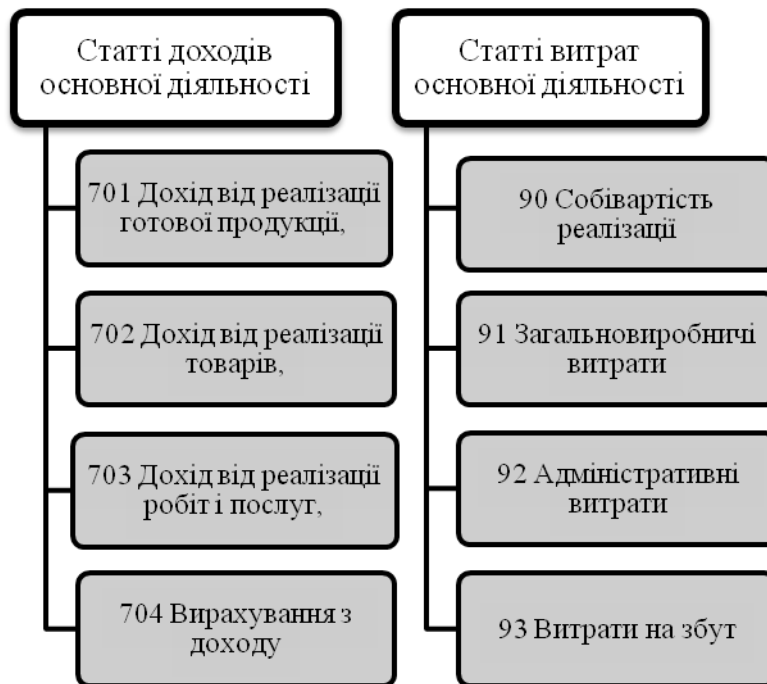 Статті доходів
основної діяльності
701 Дохід від реалізації
готової продукції,
702 Дохід від реалізації
товарів,
703 Дохід від реалізації
робіт і послуг,
704 Вирахування з
доходу
Статті витрат
основної діяльності
90 Собівартість
реалізації
91 Загальновиробничі
витрати
92 Адміністративні
витрати
93 Витрати на збут